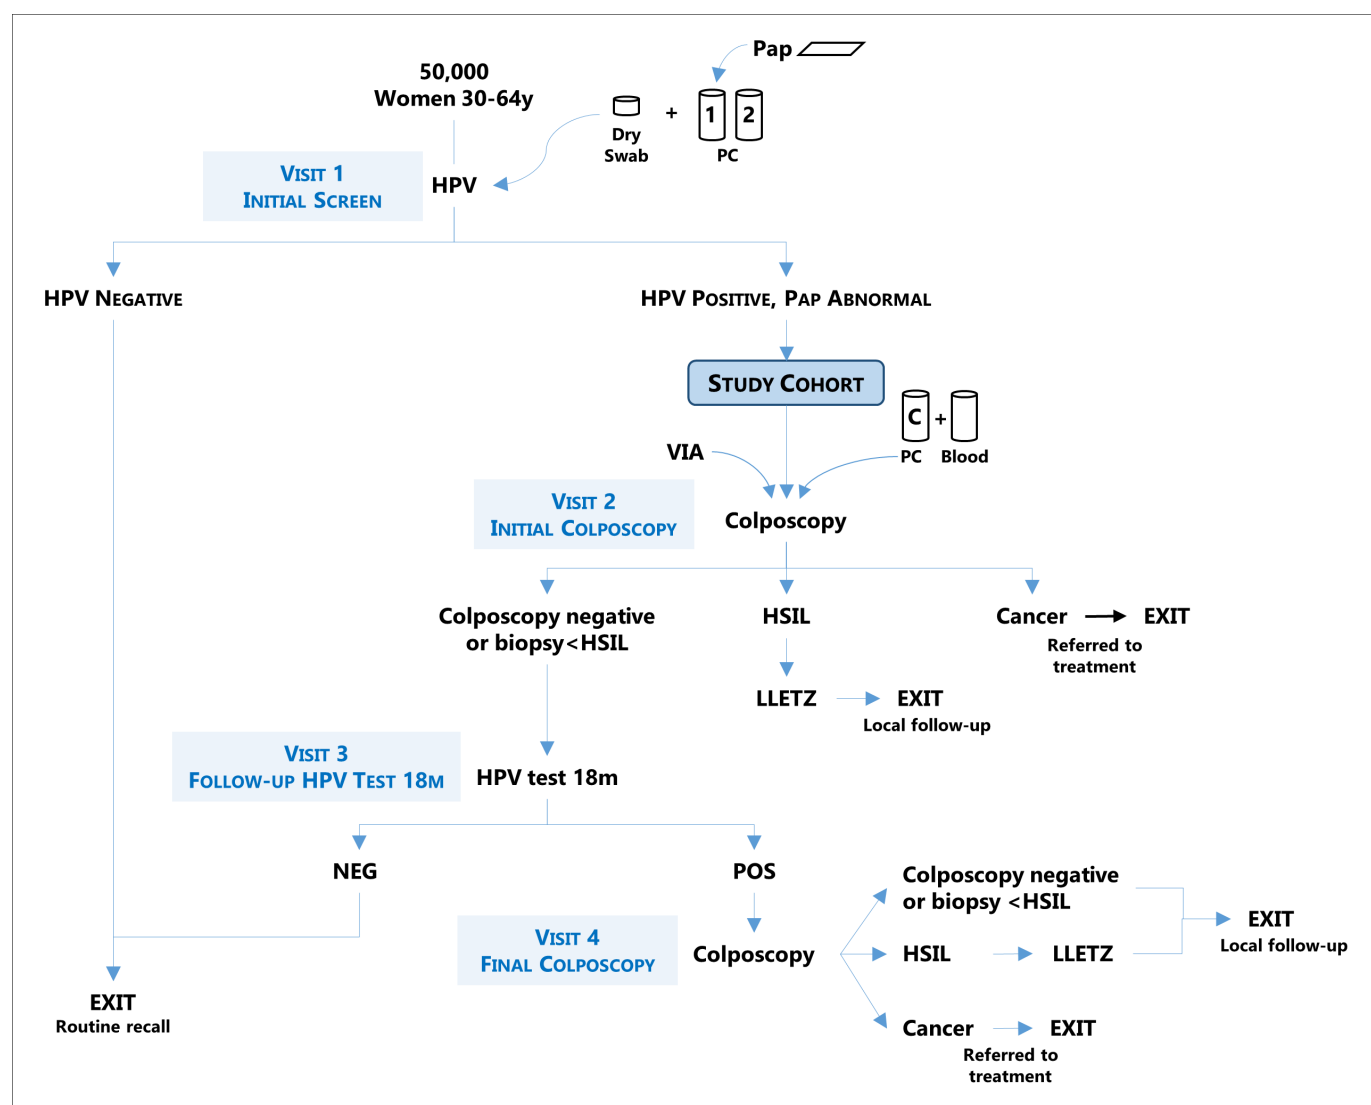 Pap
50,000
Women 30-64y
1
2
+
Dry
Swab
PC
VISIT 1
INITIAL SCREEN
HPV
HPV NEGATIVE
HPV POSITIVE, PAP ABNORMAL
STUDY COHORT
C
+
VIA
PC
Blood
VISIT 2
INITIAL COLPOSCOPY
Colposcopy
Colposcopy negative
or biopsy<HSIL
HSIL
Cancer
EXIT
Referred to
treatment
LLETZ
EXIT
Local follow-up
VISIT 3
FOLLOW-UP HPV TEST 18M
HPV test 18m
NEG
POS
Colposcopy negative
or biopsy <HSIL
EXIT
Local follow-up
VISIT 4
FINAL COLPOSCOPY
Colposcopy
HSIL
LLETZ
EXIT
Routine recall
Cancer
EXIT
Referred to
treatment